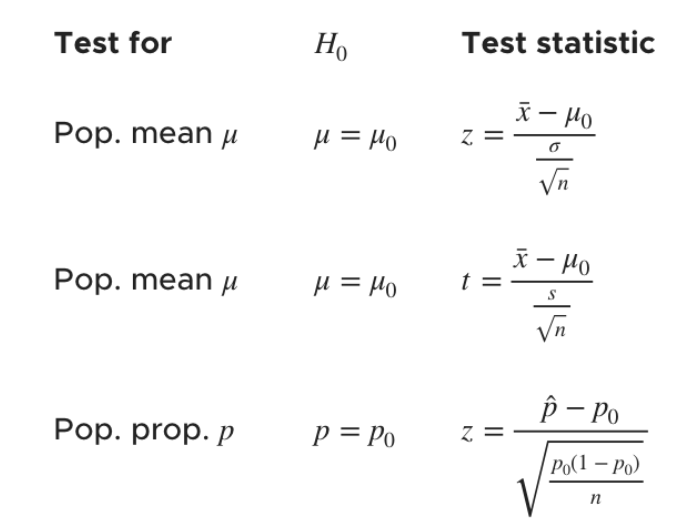 Test for H₀ Test statistic
Pop. mean μ μ = μ₀ z = (x̄ − μ₀) / (σ / √n)
Pop. mean μ μ = μ₀ t = (x̄ − μ₀) / (s / √n)
Pop. prop. p p = p₀ z = (p̂ − p₀) / √(p₀(1 − p₀) / n)